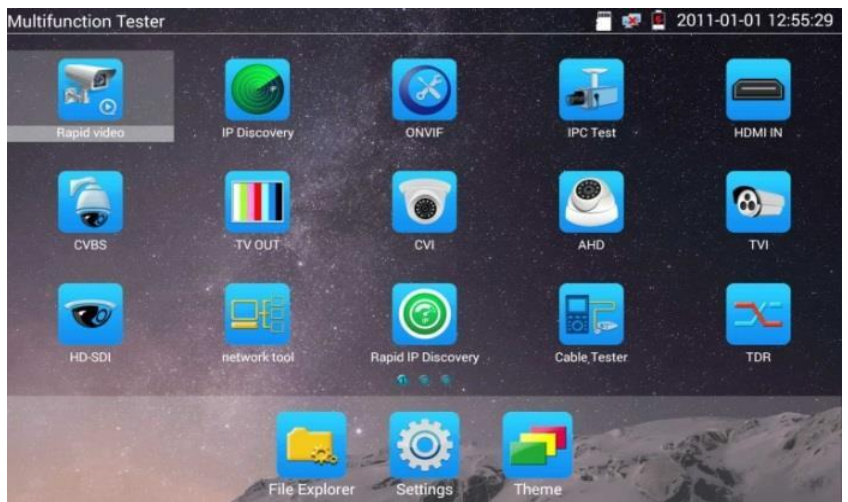 Multifunction Tester 2011-01-01 12:55:29
Rapid video IP Discovery ONVIF IPC Test HDMI IN
CVBS TV OUT CVI AHD TVI
HD-SDI network tool Rapid IP Discovery Cable Tester TDR
File Explorer Settings Theme